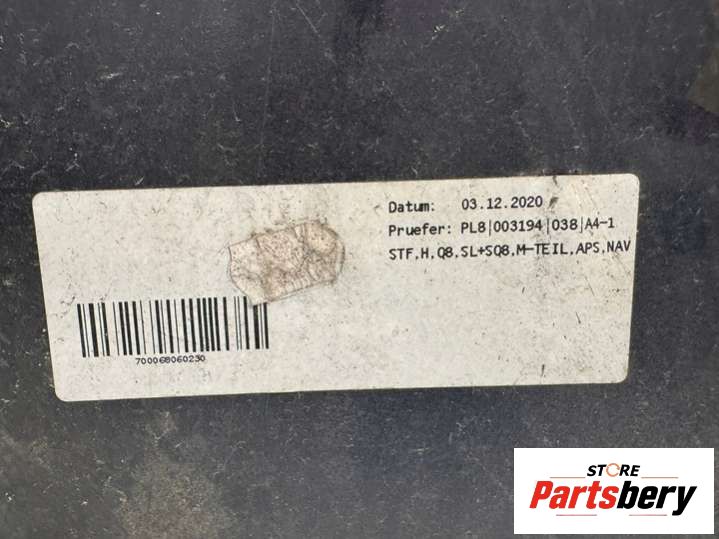 Datum: 03.12.2020
Pruefer: PL8|003194|038|A4-1
STF,H,Q8,SL+SQ8,M-TEIL,APS,NAV
700068060230
STORE
Partsbery